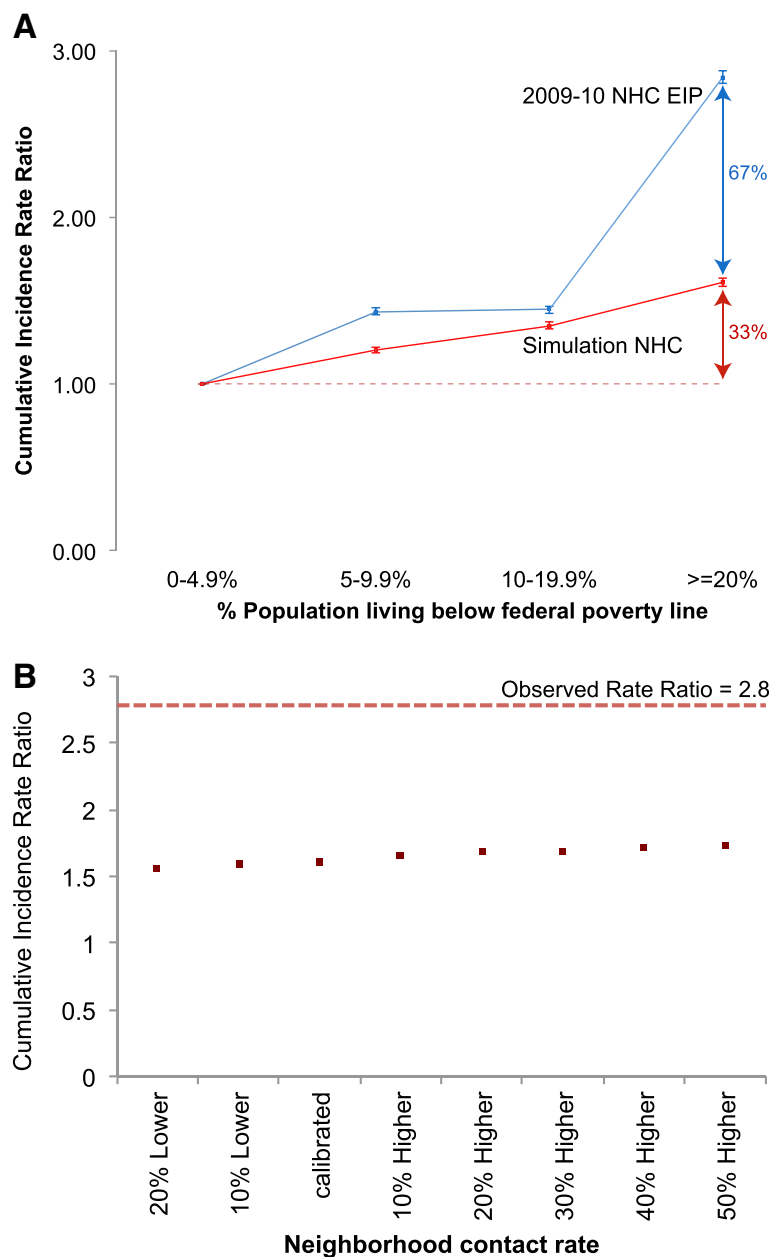 A
Cumulative Incidence Rate Ratio
3.00
2.00
1.00
0.00
2009-10 NHC EIP
67%
33%
Simulation NHC
0-4.9%
5-9.9%
10-19.9%
>=20%
% Population living below federal poverty line
B
Cumulative Incidence Rate Ratio
3
2.5
2
1.5
1
0.5
0
Observed Rate Ratio = 2.8
20% Lower
10% Lower
calibrated
10% Higher
20% Higher
30% Higher
40% Higher
50% Higher
Neighborhood contact rate